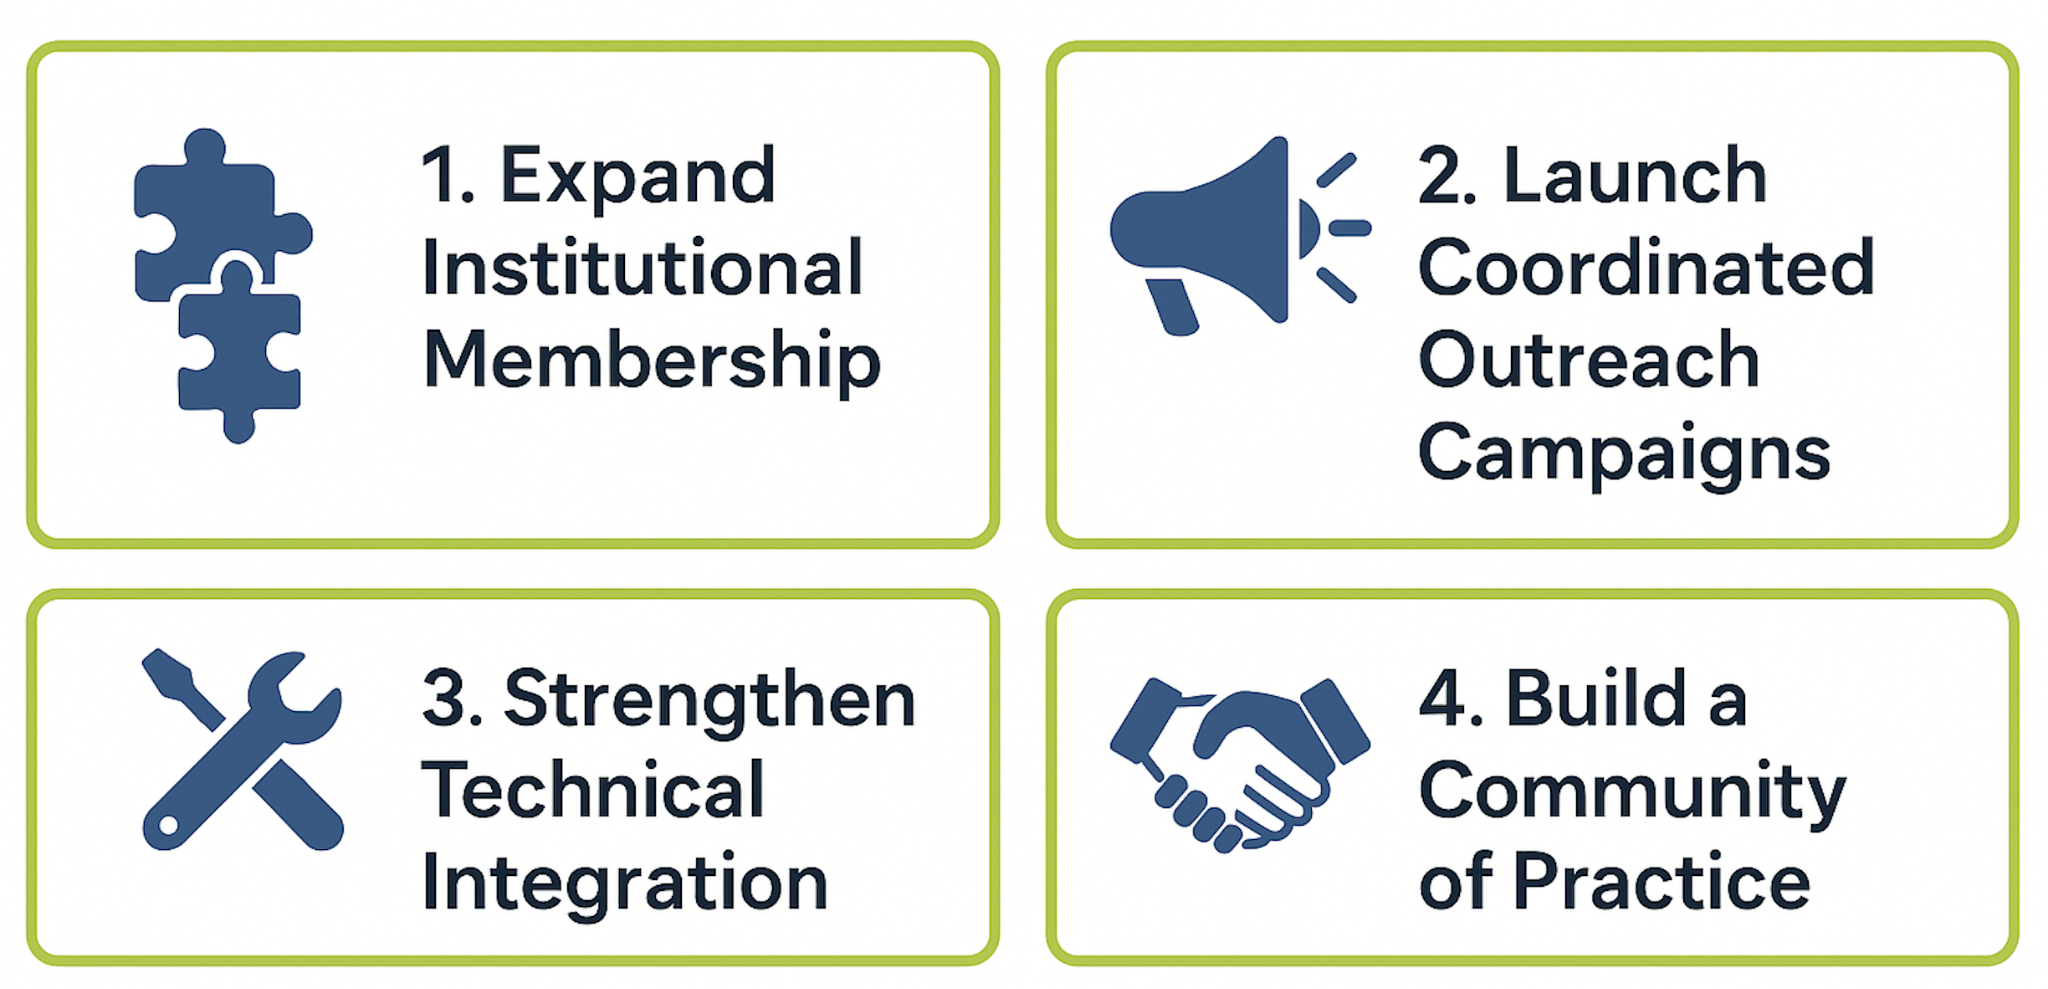 1. Expand
Institutional
Membership
2. Launch
Coordinated
Outreach
Campaigns
3. Strengthen
Technical
Integration
4. Build a
Community
of Practice